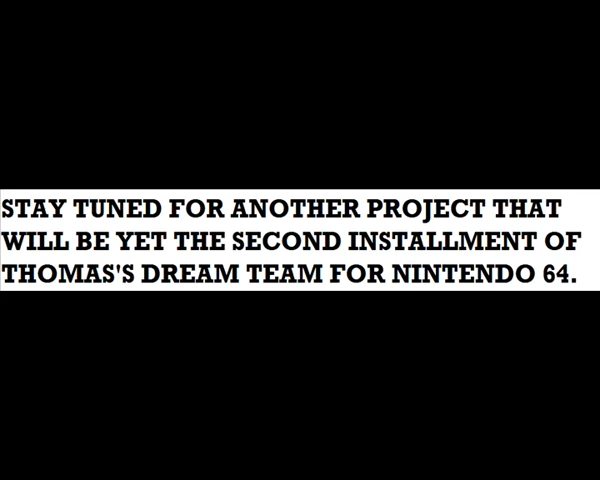 STAY TUNED FOR ANOTHER PROJECT THAT
WILL BE YET THE SECOND INSTALLMENT OF
THOMAS'S DREAM TEAM FOR NINTENDO 64.